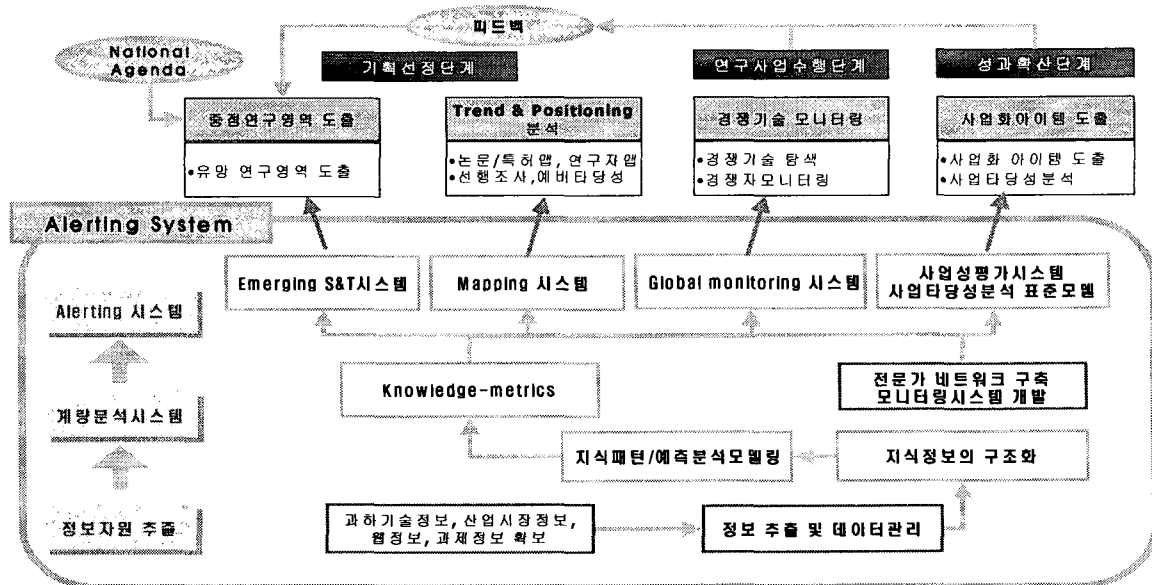 피드백
National
Agenda
기획선정단계
연구사업수행단계
성과확산단계
중점연구영역 도출
•유망 연구영역 도출
Trend & Positioning
분석
•논문/특허맵, 연구자맵
•선행조사,예비타당성
경쟁기술 모니터링
•경쟁기술 탐색
•경쟁자모니터링
사업화아이템 도출
•사업화 아이템 도출
•사업타당성분석
Alerting System
Emerging S&T시스템
Mapping 시스템
Global monitoring 시스템
사업성평가시스템
사업타당성분석 표준모델
Alerting 시스템
계량분석시스템
정보자원 추출
Knowledge-metrics
전문가 네트워크 구축
모니터링시스템 개발
지식패턴/예측분석모델링
지식정보의 구조화
과하기술정보, 산업시장정보,
웹정보, 과제정보 확보
정보 추출 및 데이터관리